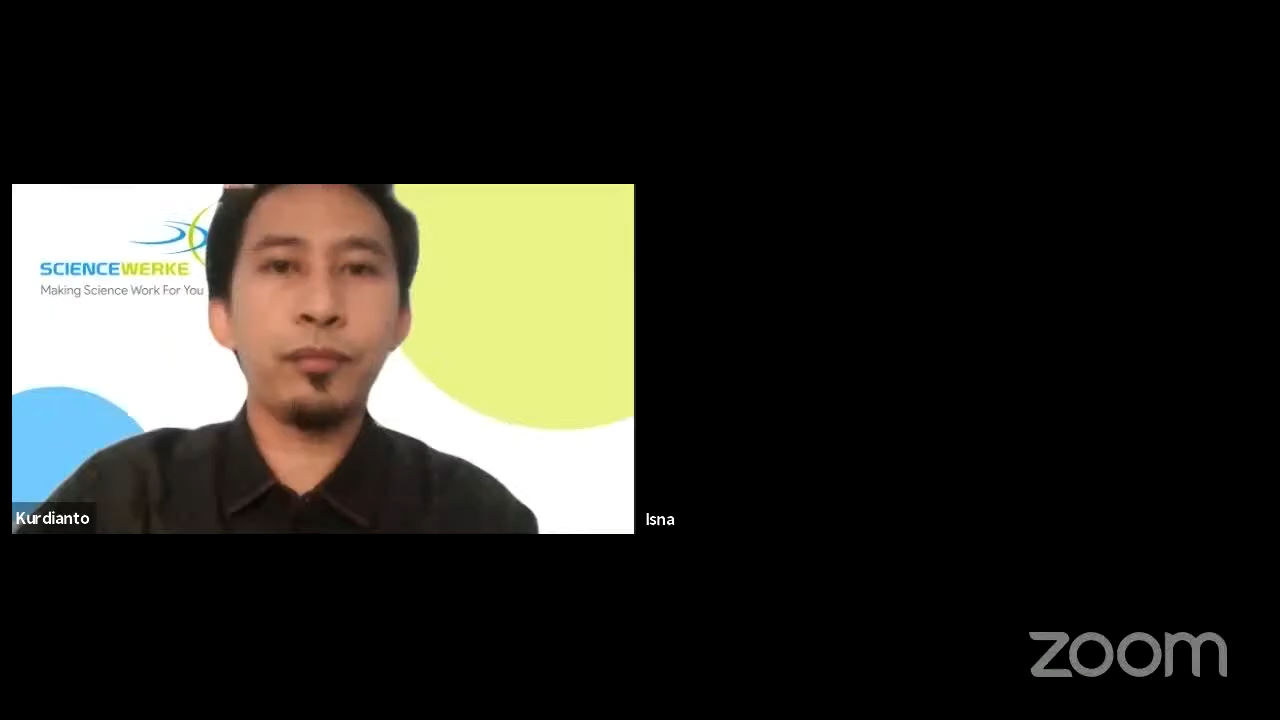 SCIENCEWERKE
Making Science Work For You
Kurdianto
Isna
zoom